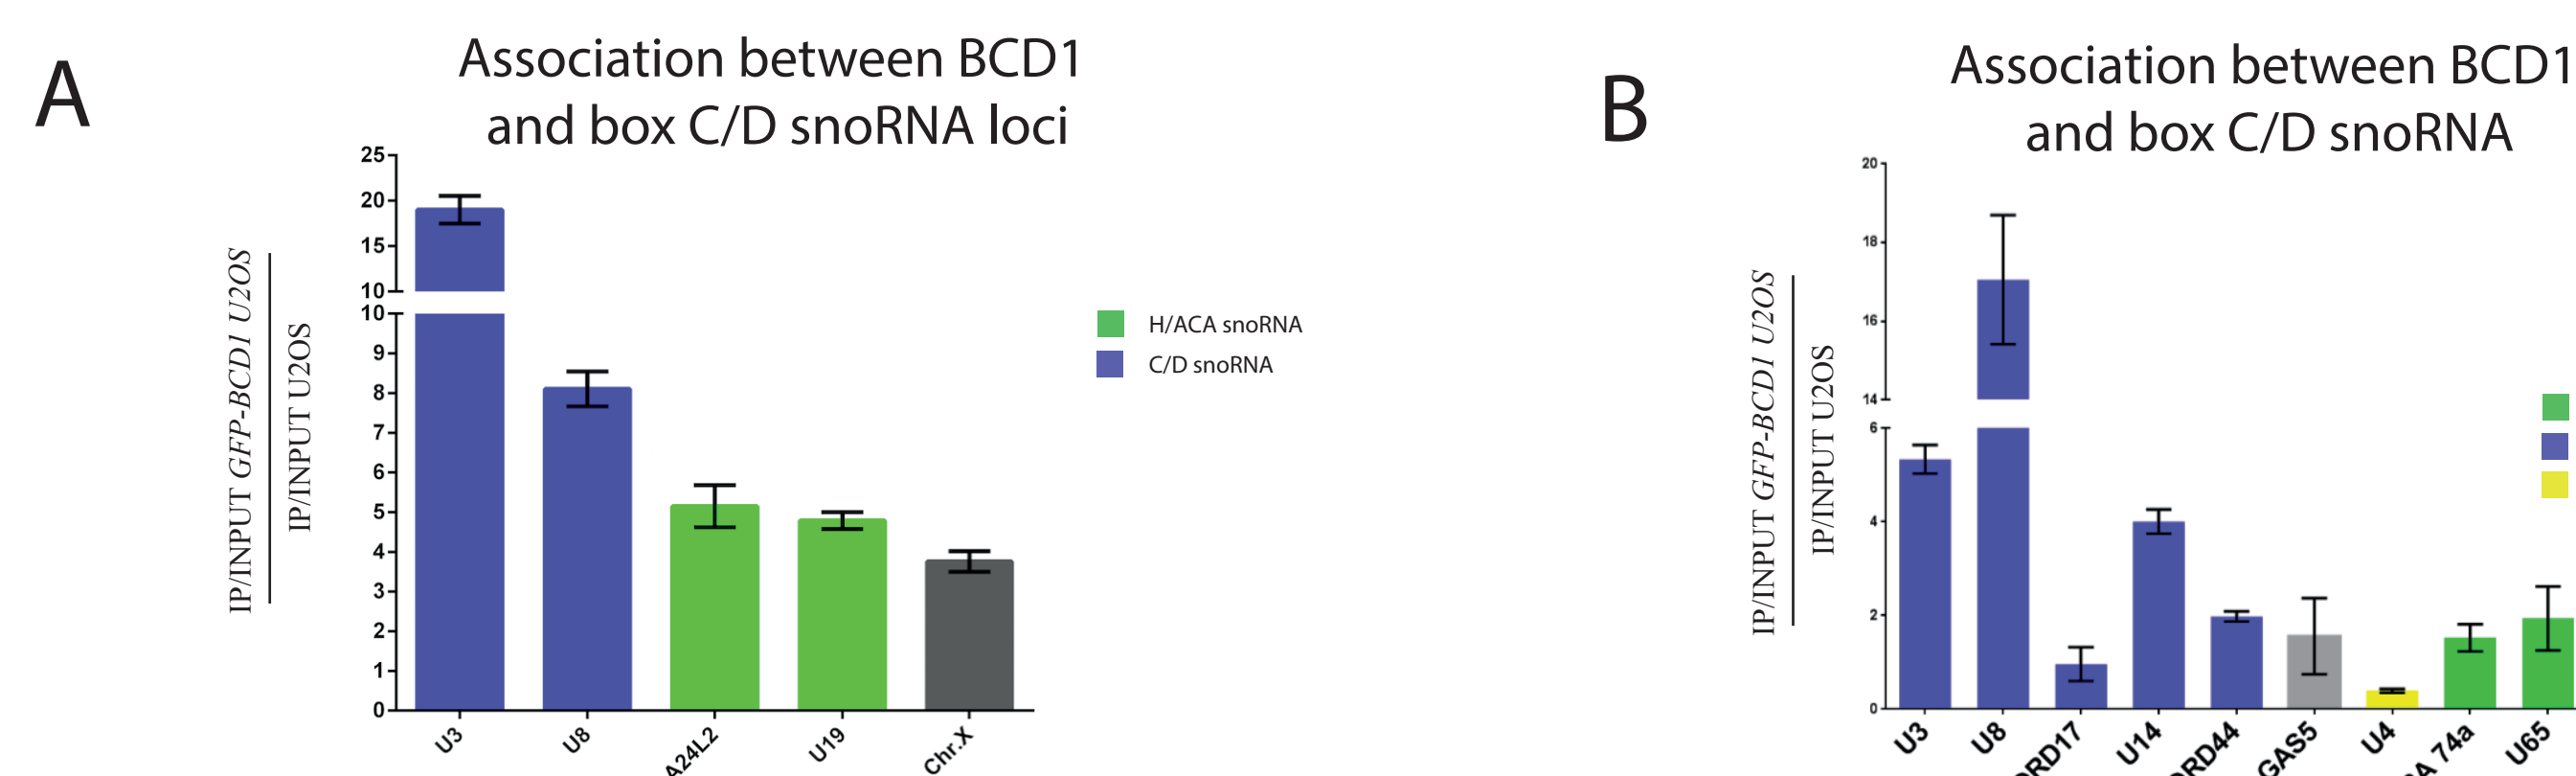 A
Association between BCD1
and box C/D snoRNA loci
IP/INPUT GFP-BCD1 U2OS
IP/INPUT U2OS
25
20
15
10
10
9
8
7
6
5
4
3
2
1
0
U3
U8
A24L2
U19
Chr.X
H/ACA snoRNA
C/D snoRNA
B
Association between BCD1
and box C/D snoRNA
IP/INPUT GFP-BCD1 U2OS
IP/INPUT U2OS
20
18
16
14
6
4
2
0
U3
U8
ORD17
U14
ORD44
GAS5
U4
A 74a
U65